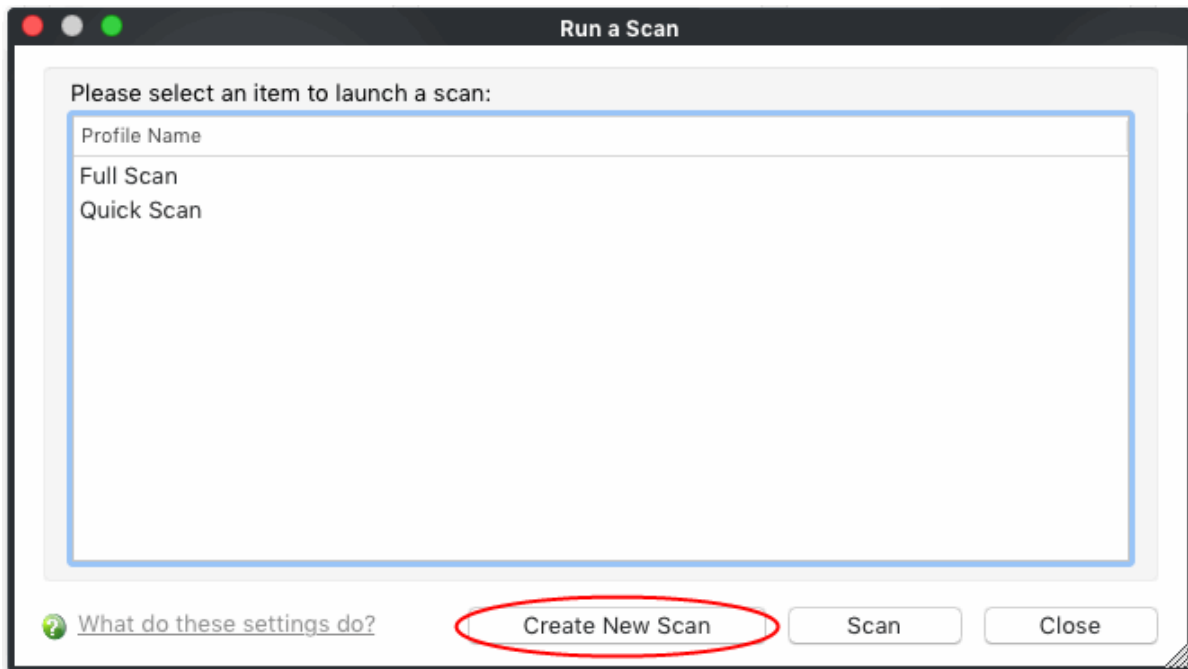 Run a Scan
Please select an item to launch a scan:
Profile Name
Full Scan
Quick Scan
What do these settings do?
Create New Scan
Scan
Close